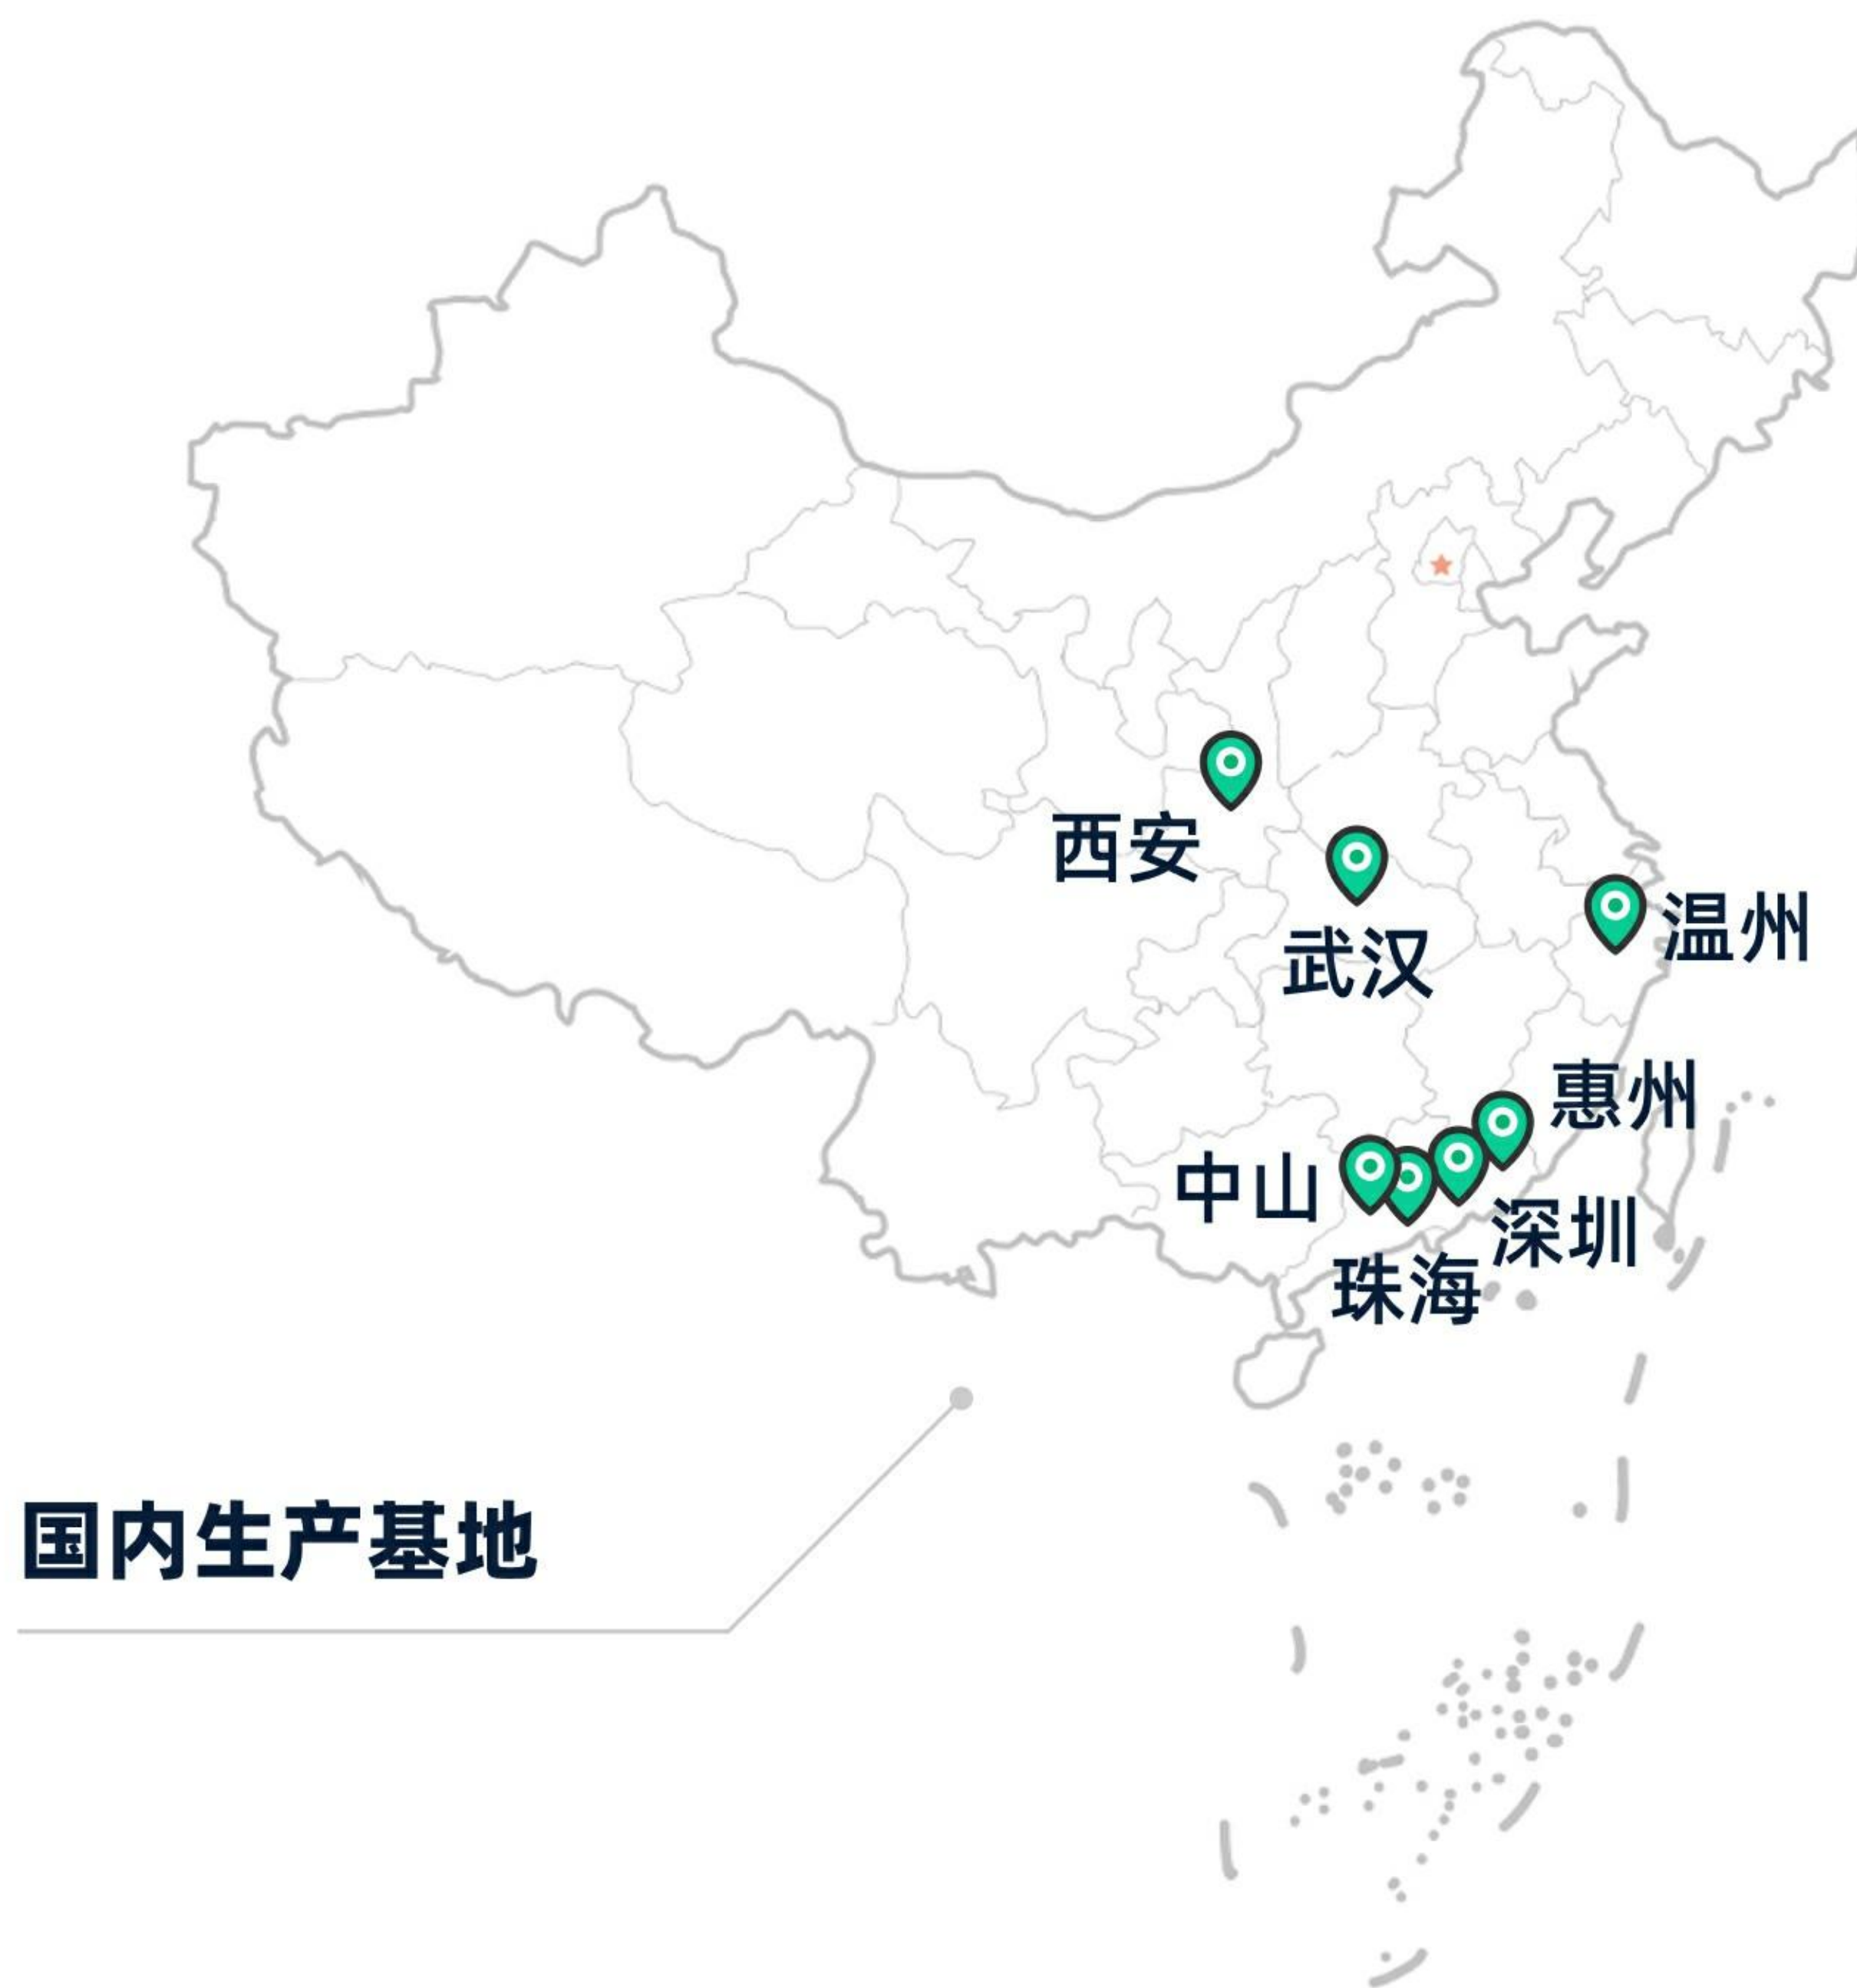 西安
武汉
温州
惠州
中山
深圳
珠海
国内生产基地